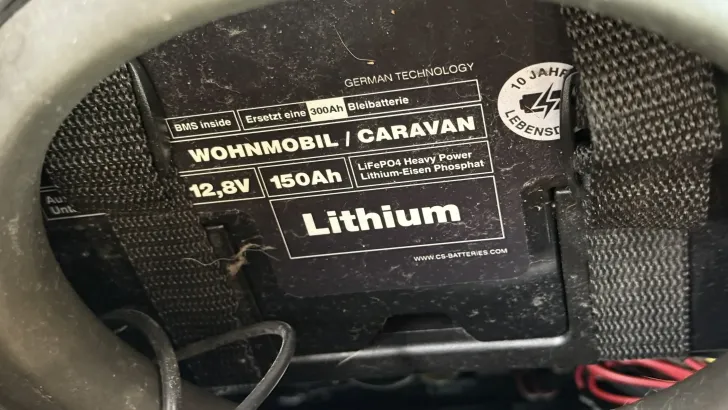 GERMAN TECHNOLOGY
BMS inside
Ersetzt eine 300Ah Bleibatterie
WOHNMOBIL / CARAVAN
12,8V
150Ah
LiFePO4 Heavy Power
Lithium-Eisen Phosphat
Lithium
WWW.CS-BATTERIES.COM
10 JAHR
LEBENSD